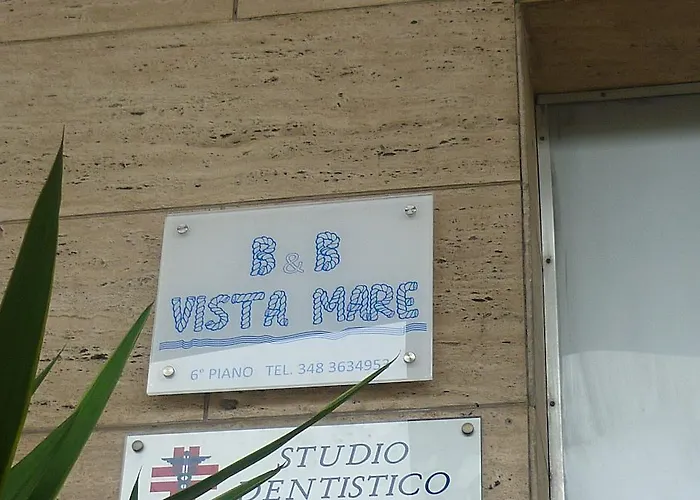 B & B
VISTA MARE
6° PIANO TEL. 348 3634953
STUDIO
DENTISTICO